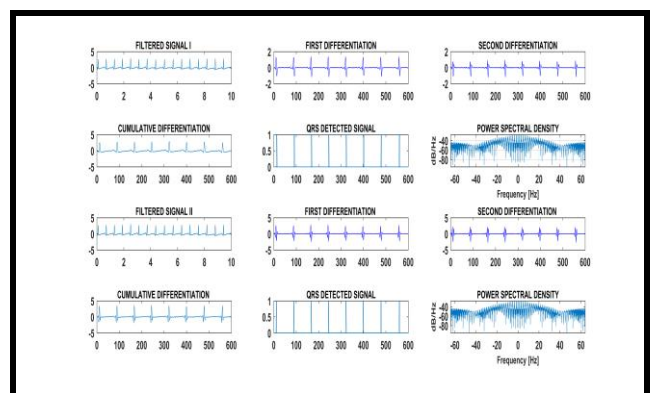 FILTERED SIGNAL I
5
0
-5
0 2 4 6 8 10
FIRST DIFFERENTIATION
2
0
-2
0 100 200 300 400 500 600
SECOND DIFFERENTIATION
2
0
-2
0 100 200 300 400 500 600
CUMULATIVE DIFFERENTIATION
5
0
-5
0 100 200 300 400 500 600
QRS DETECTED SIGNAL
1
0.5
0
0 100 200 300 400 500 600
POWER SPECTRAL DENSITY
dB/Hz
-40
-60
-80
-60 -40 -20 0 20 40 60
Frequency [Hz]
FILTERED SIGNAL II
5
0
-5
0 2 4 6 8 10
FIRST DIFFERENTIATION
5
0
-5
0 100 200 300 400 500 600
SECOND DIFFERENTIATION
5
0
-5
0 100 200 300 400 500 600
CUMULATIVE DIFFERENTIATION
5
0
-5
0 100 200 300 400 500 600
QRS DETECTED SIGNAL
1
0.5
0
0 100 200 300 400 500 600
POWER SPECTRAL DENSITY
dB/Hz
-40
-60
-80
-60 -40 -20 0 20 40 60
Frequency [Hz]